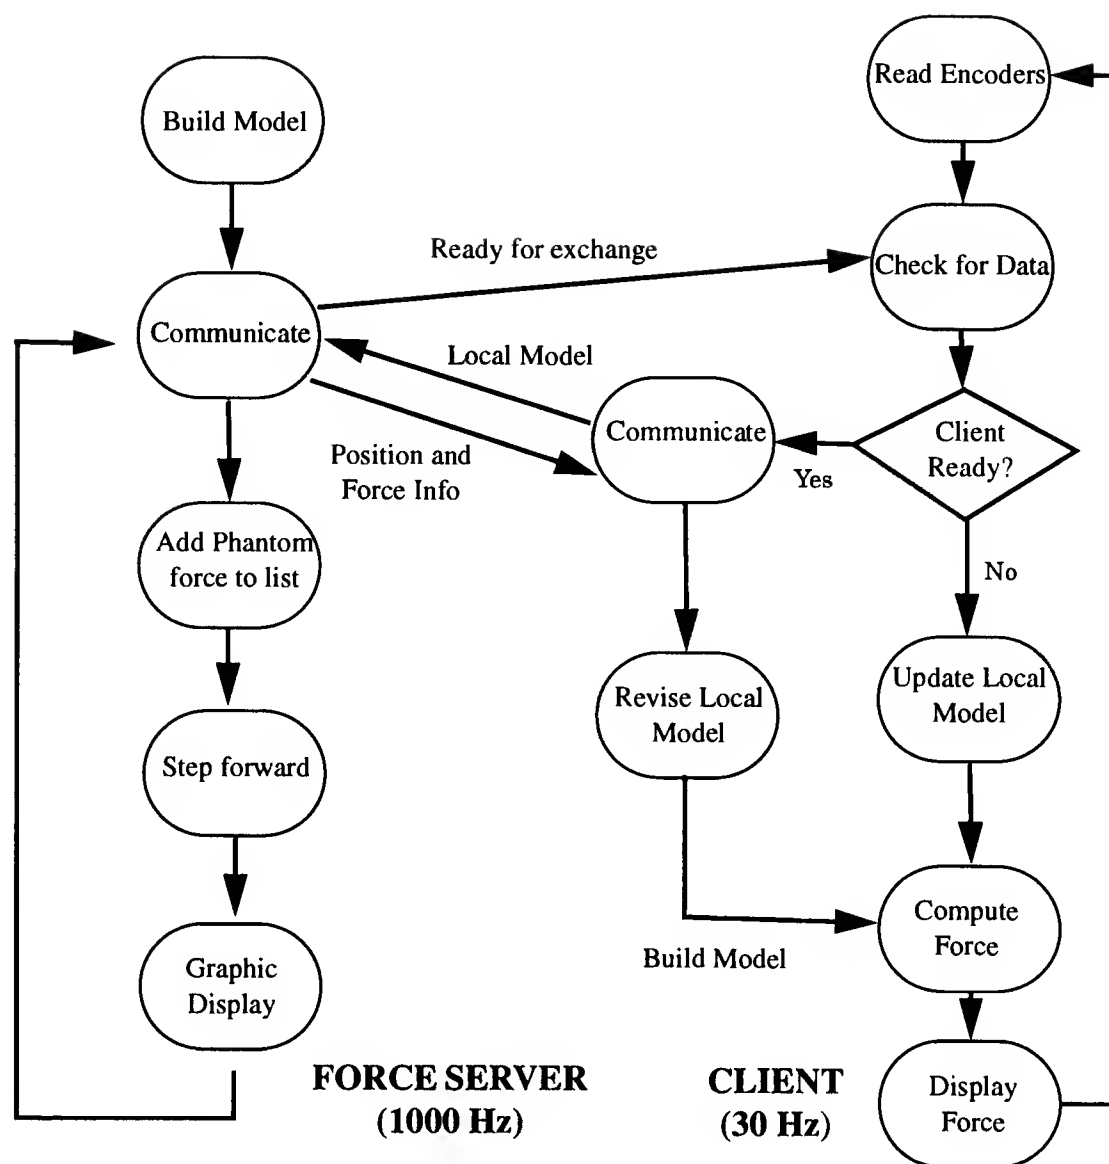 Read Encoders
Build Model
Ready for exchange
Check for Data
Communicate
Local Model
Communicate
Client
Ready?
Yes
Position and
Force Info
Add Phantom
force to list
No
Revise Local
Model
Update Local
Model
Step forward
Compute
Force
Build Model
Graphic
Display
FORCE SERVER
(1000 Hz)
CLIENT
(30 Hz)
Display
Force